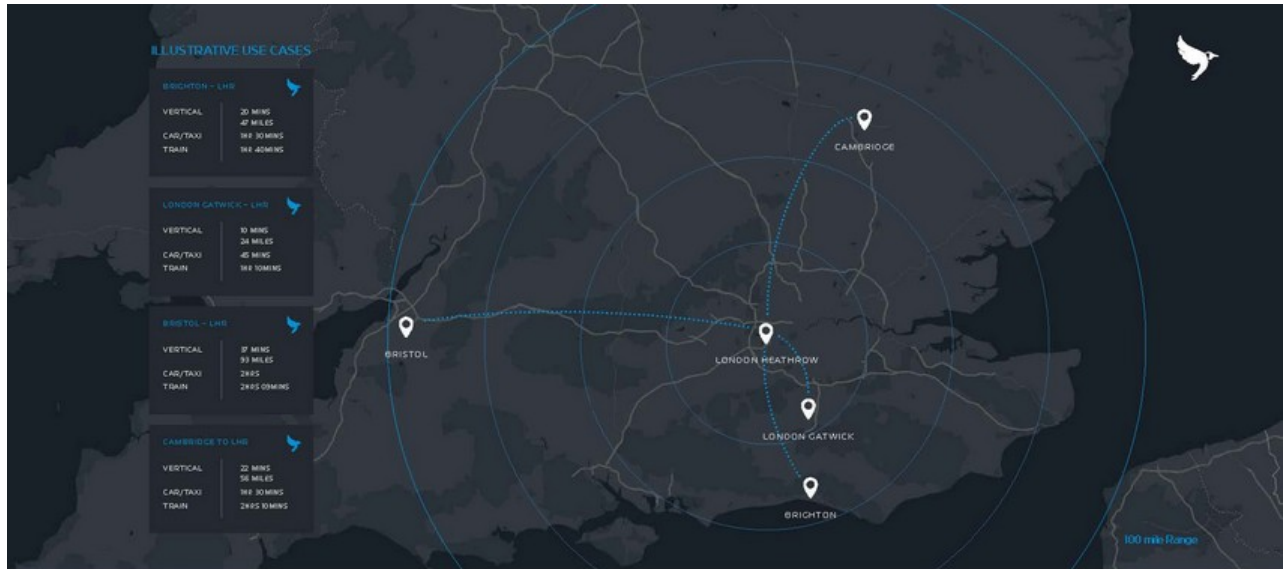 ILLUSTRATIVE USE CASES
BRIGHTON - LHR
VERTICAL 20 MINS
47 MILES
CAR/TAXI 1HR 30MINS
TRAIN 1HR 40MINS
LONDON GATWICK - LHR
VERTICAL 10 MINS
24 MILES
CAR/TAXI 45 MINS
TRAIN 1HR 10MINS
BRISTOL - LHR
VERTICAL 37 MINS
93 MILES
CAR/TAXI 2HRS
TRAIN 2HRS 09MINS
CAMBRIDGE TO LHR
VERTICAL 22 MINS
56 MILES
CAR/TAXI 1HR 30MINS
TRAIN 2HRS 10MINS
CAMBRIDGE
BRISTOL
LONDON HEATHROW
LONDON GATWICK
BRIGHTON
100 mile Range